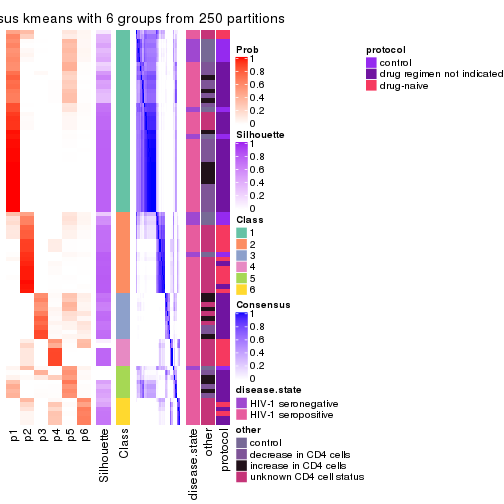 sus kmeans with 6 groups from 250 partitions
Prob
1
0.8
0.6
0.4
0.2
0
Silhouette
1
0.8
0.6
0.4
0.2
0
Class
1
2
3
4
5
6
Consensus
1
0.8
0.6
0.4
0.2
0
disease.state
HIV-1 seronegative
HIV-1 seropositive
other
control
decrease in CD4 cells
increase in CD4 cells
unknown CD4 cell status
protocol
control
drug regimen not indicated
drug-naive
p1
p2
p3
p4
p5
p6
Silhouette
Class
disease.state
other
protocol